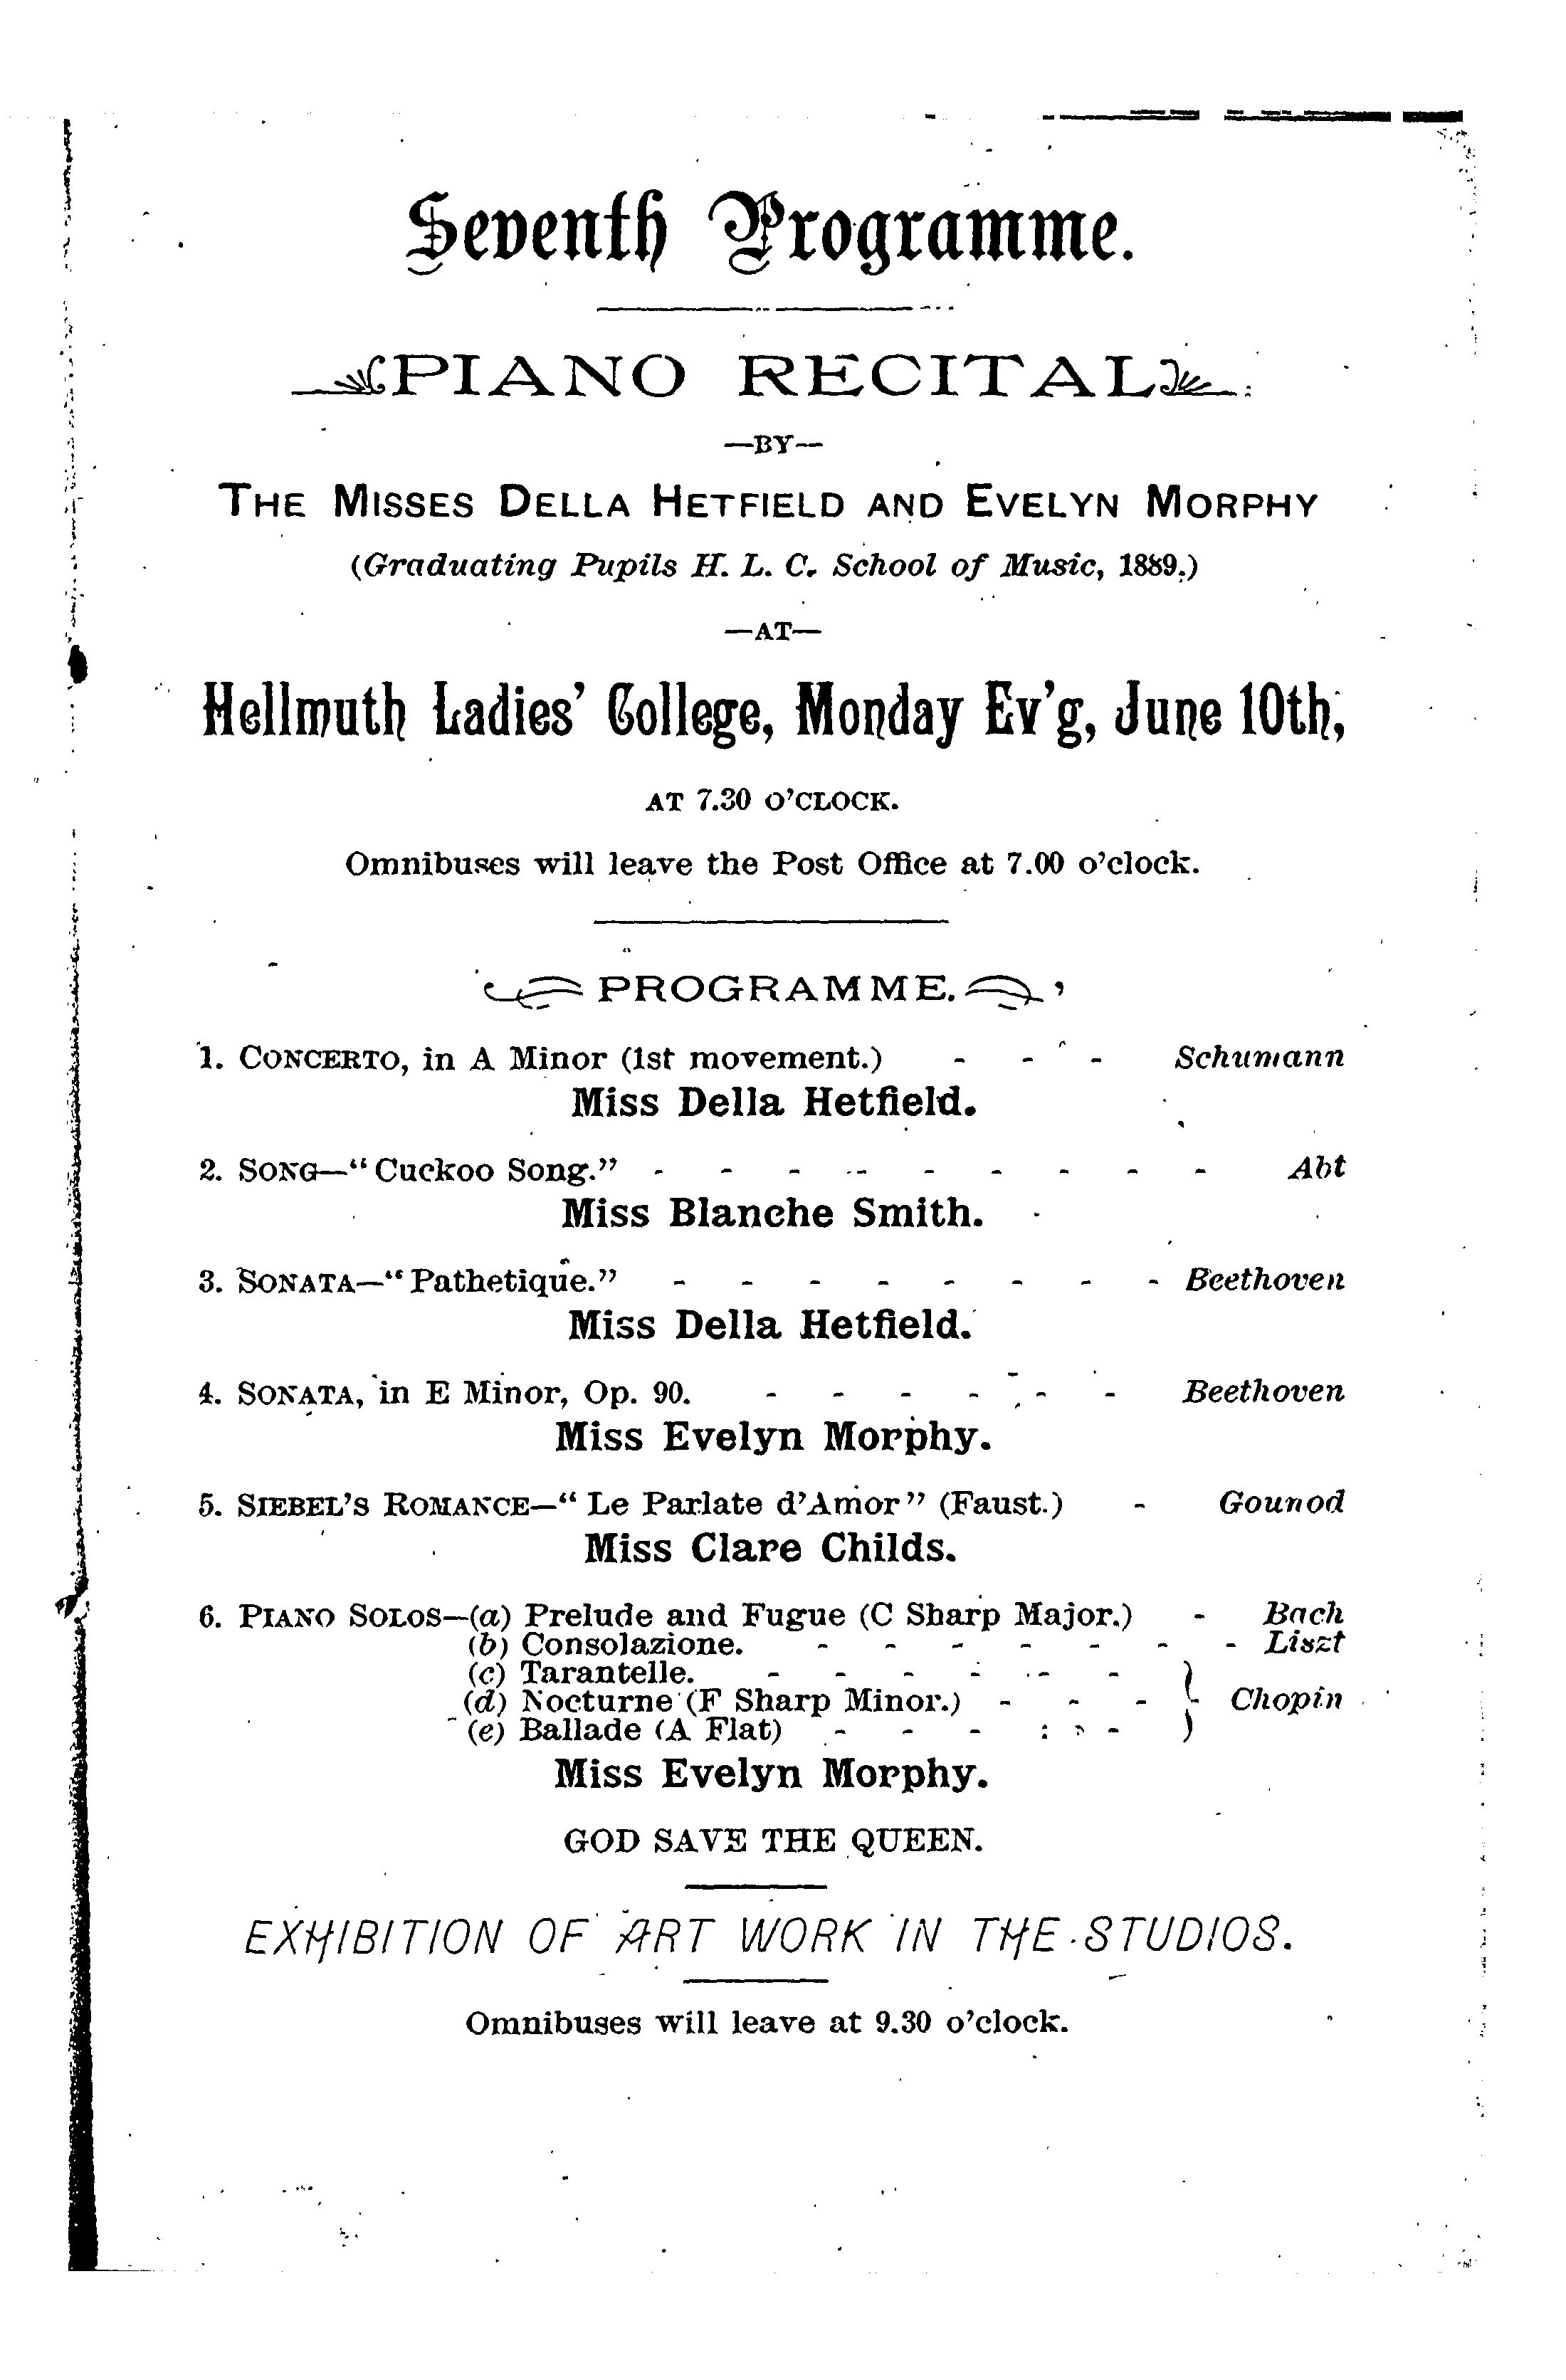 Seventh Programme.
PIANO RECITAL
—BY—
THE MISSES DELLA HETFIELD AND EVELYN MORPHY
(Graduating Pupils H. L. C. School of Music, 1889.)
—AT—
Hellmuth Ladies' College, Monday Ev'g, June 10th,
AT 7.30 O'CLOCK.
Omnibuses will leave the Post Office at 7.00 o'clock.
PROGRAMME.
1. CONCERTO, in A Minor (1st movement.) - - - Schumann
Miss Della Hetfield.
2. SONG—"Cuckoo Song." - - - - - - - - - Abt
Miss Blanche Smith.
3. SONATA—"Pathetique." - - - - - - - - Beethoven
Miss Della Hetfield.
4. SONATA, in E Minor, Op. 90. - - - - - - Beethoven
Miss Evelyn Morphy.
5. SIEBEL'S ROMANCE—"Le Parlate d'Amor" (Faust.) - Gounod
Miss Clare Childs.
6. PIANO SOLOS—(a) Prelude and Fugue (C Sharp Major.) - Bach
(b) Consolazione. - - - - - - - Liszt
(c) Tarantelle. - - - - - -
(d) Nocturne (F Sharp Minor.) - - - - Chopin
(e) Ballade (A Flat) - - - : -
Miss Evelyn Morphy.
GOD SAVE THE QUEEN.
EXHIBITION OF ART WORK IN THE STUDIOS.
Omnibuses will leave at 9.30 o'clock.